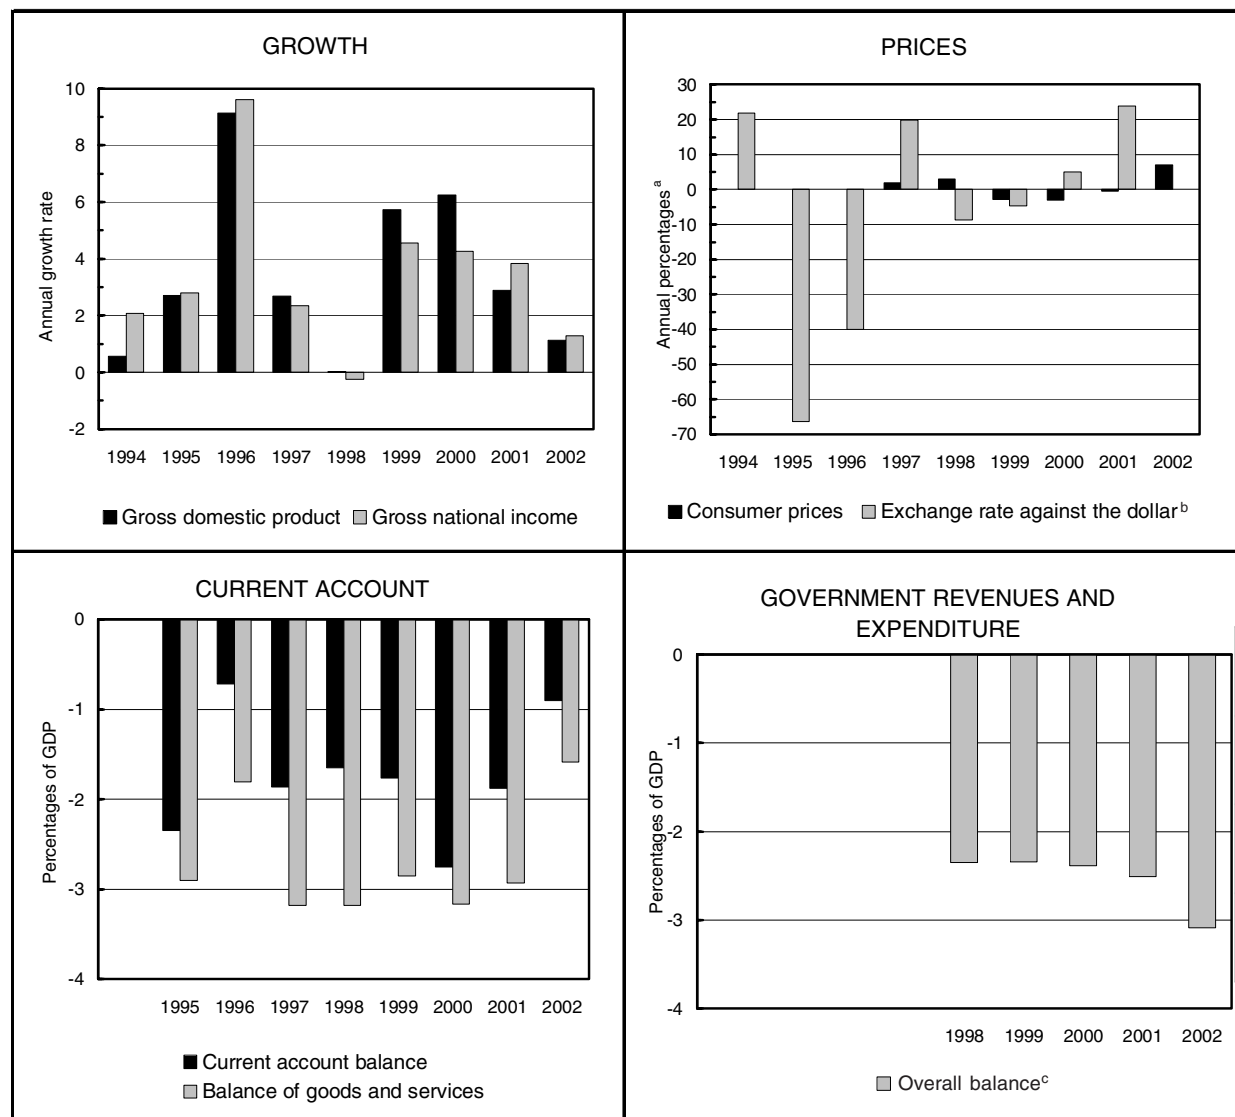 GROWTH
Annual growth rate
10
8
6
4
2
0
-2
1994 1995 1996 1997 1998 1999 2000 2001 2002
Gross domestic product Gross national income
PRICES
Annual percentages a
30
20
10
0
-10
-20
-30
-40
-50
-60
-70
1994 1995 1996 1997 1998 1999 2000 2001 2002
Consumer prices Exchange rate against the dollar b
CURRENT ACCOUNT
Percentages of GDP
0
-1
-2
-3
-4
1995 1996 1997 1998 1999 2000 2001 2002
Current account balance
Balance of goods and services
GOVERNMENT REVENUES AND
EXPENDITURE
Percentages of GDP
0
-1
-2
-3
-4
1998 1999 2000 2001 2002
Overall balance c